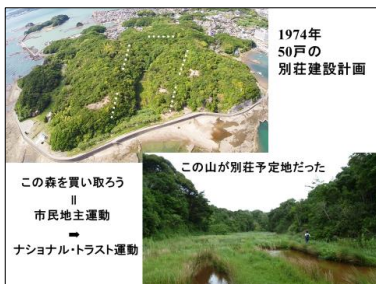 1974年
50戸の
別荘建設計画
この山が別荘予定地だった
この森を買い取ろう
||
市民地主運動
➡
ナショナル・トラスト運動